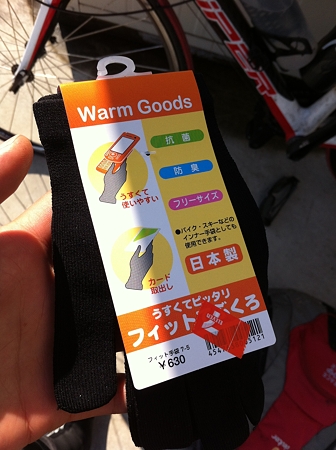 Warm Goods
抗菌
防臭
フリーサイズ
うすくて
使いやすい
●バイク・スキーなどの
インナー手袋としても
使用できます。
日本製
カード
取出し
うすくてピッタリ
フィット
くろ
フィット手袋 7-5
¥630